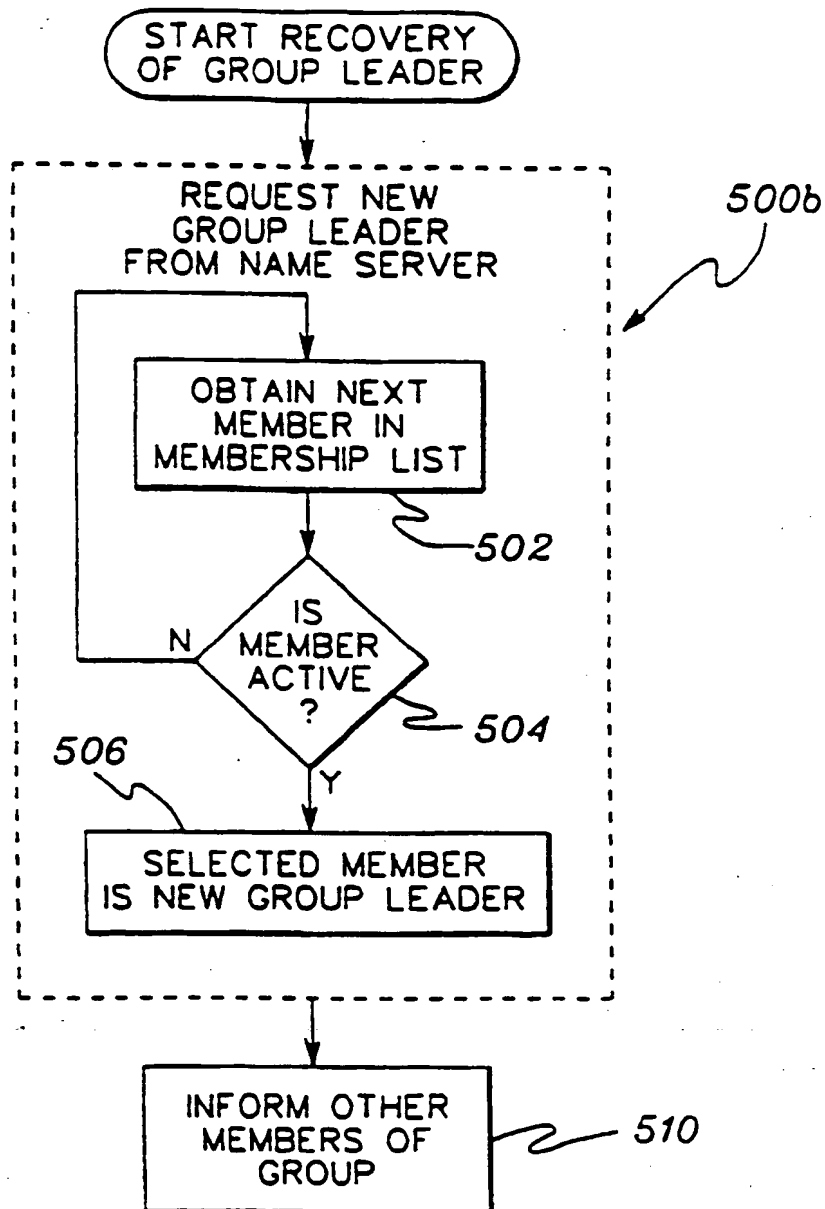 START RECOVERY
OF GROUP LEADER
REQUEST NEW
GROUP LEADER
FROM NAME SERVER
500b
OBTAIN NEXT
MEMBER IN
MEMBERSHIP LIST
502
IS
MEMBER
ACTIVE
?
N
504
Y
506
SELECTED MEMBER
IS NEW GROUP LEADER
INFORM OTHER
MEMBERS OF
GROUP
510